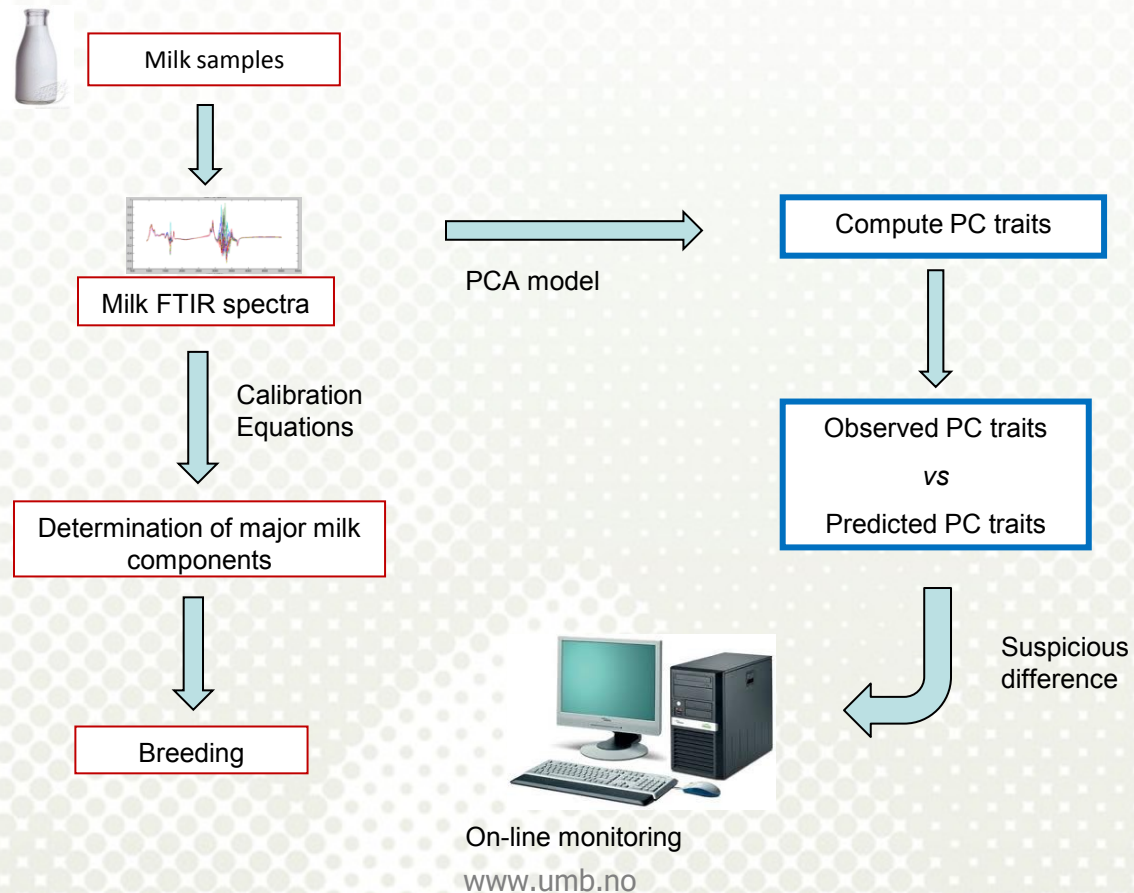 Milk samples
Milk FTIR spectra
Calibration
Equations
Determination of major milk
components
Breeding
PCA model
Compute PC traits
Observed PC traits
vs
Predicted PC traits
Suspicious
difference
On-line monitoring
www.umb.no